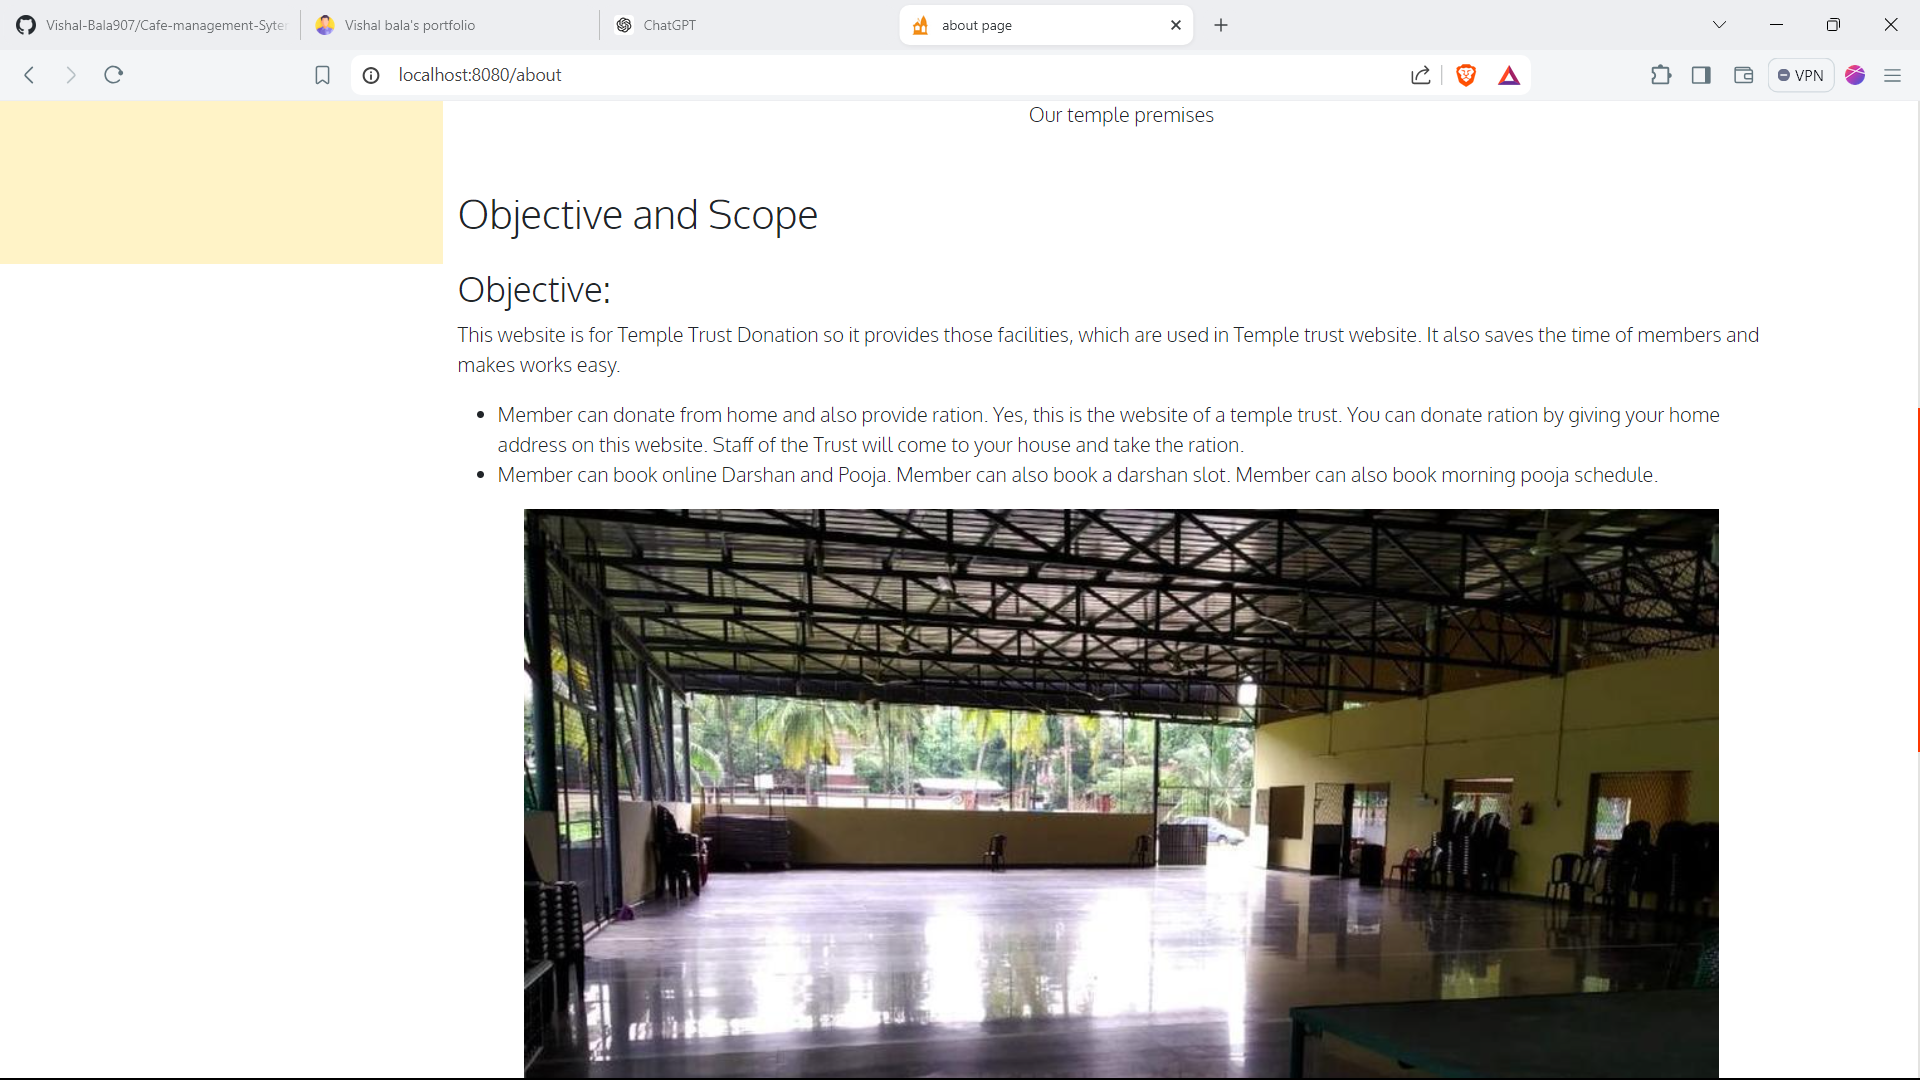 Vishal-Bala907/Cafe-management-Syte
Vishal bala's portfolio
ChatGPT
about page
localhost:8080/about
VPN
Our temple premises
Objective and Scope
Objective:
This website is for Temple Trust Donation so it provides those facilities, which are used in Temple trust website. It also saves the time of members and
makes works easy.
Member can donate from home and also provide ration. Yes, this is the website of a temple trust. You can donate ration by giving your home
address on this website. Staff of the Trust will come to your house and take the ration.
Member can book online Darshan and Pooja. Member can also book a darshan slot. Member can also book morning pooja schedule.